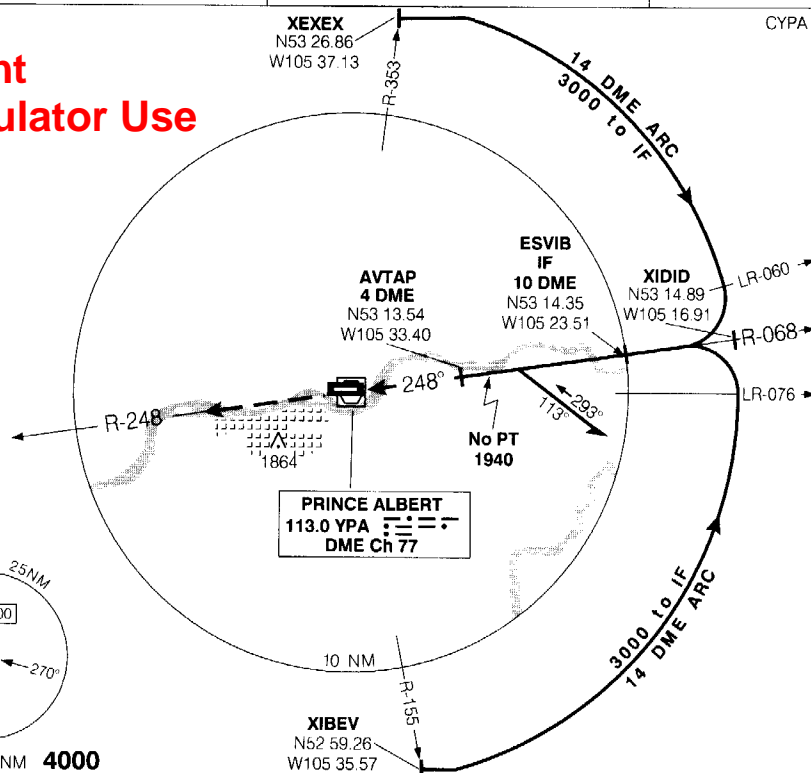 CYPA
XEXEX
N53 26.86
W105 37.13
R-353
14 DME ARC
3000 to IF
ulator Use
ESVIB
IF
10 DME
N53 14.35
W105 23.51
AVTAP
4 DME
N53 13.54
W105 33.40
XIDID
N53 14.89
W105 16.91
LR-060
R-068
LR-076
248°
R-248
293°
113°
No PT
1940
1864
PRINCE ALBERT
113.0 YPA
DME Ch 77
10 NM
R-155
3000 to IF
14 DME ARC
XIBEV
N52 59.26
W105 35.57
25NM
00
270°
NM 4000